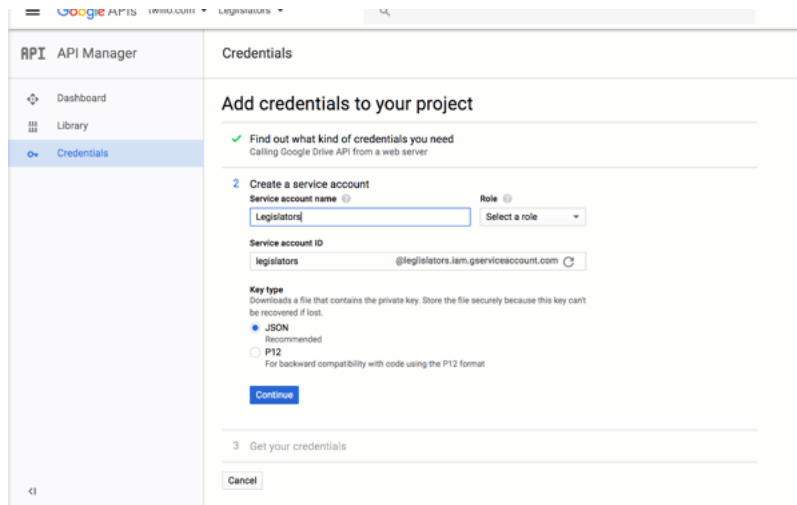 Google APIs twilio.com Legislators
API API Manager
Credentials
Dashboard
Library
Credentials
Add credentials to your project
Find out what kind of credentials you need
Calling Google Drive API from a web server
2 Create a service account
Service account name Role
Legislators Select a role
Service account ID
legislators @leglislators.iam.gserviceaccount.com
Key type
Downloads a file that contains the private key. Store the file securely because this key can't
be recovered if lost.
JSON
Recommended
P12
For backward compatibility with code using the P12 format
Continue
3 Get your credentials
Cancel